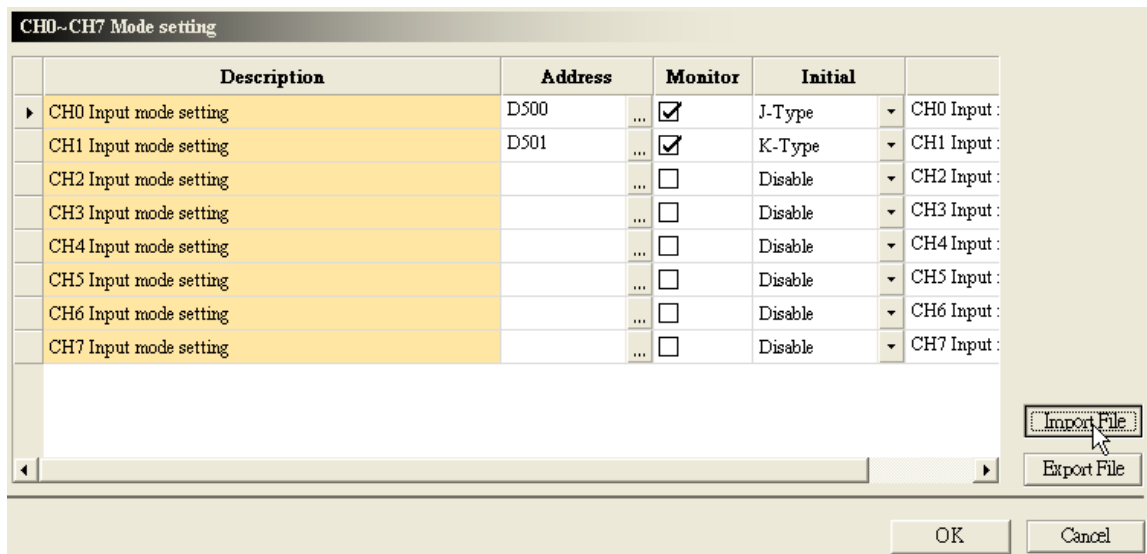 CH0~CH7 Mode setting
Description Address Monitor Initial
CH0 Input mode setting D500 ... J-Type CH0 Input :
CH1 Input mode setting D501 ... K-Type CH1 Input :
CH2 Input mode setting ... Disable CH2 Input :
CH3 Input mode setting ... Disable CH3 Input :
CH4 Input mode setting ... Disable CH4 Input :
CH5 Input mode setting ... Disable CH5 Input :
CH6 Input mode setting ... Disable CH6 Input :
CH7 Input mode setting ... Disable CH7 Input :
Import File
Export File
OK Cancel